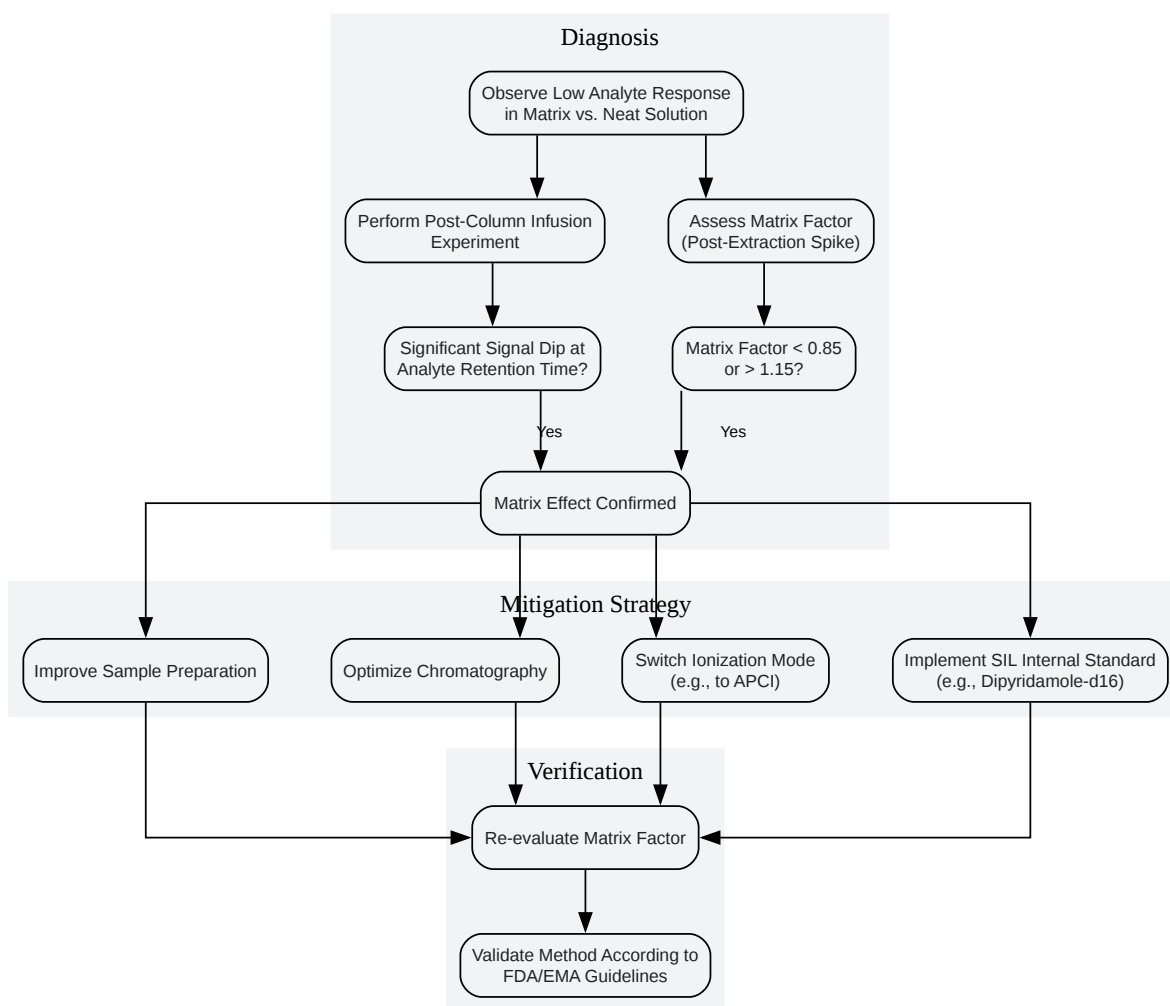 Diagnosis
Observe Low Analyte Response
in Matrix vs. Neat Solution
Perform Post-Column Infusion
Experiment
Assess Matrix Factor
(Post-Extraction Spike)
Significant Signal Dip at
Analyte Retention Time?
Matrix Factor < 0.85
or > 1.15?
Yes
Yes
Matrix Effect Confirmed
Mitigation Strategy
Improve Sample Preparation
Optimize Chromatography
Switch Ionization Mode
(e.g., to APCI)
Implement SIL Internal Standard
(e.g., Dipyridamole-d16)
Verification
Re-evaluate Matrix Factor
Validate Method According to
FDA/EMA Guidelines